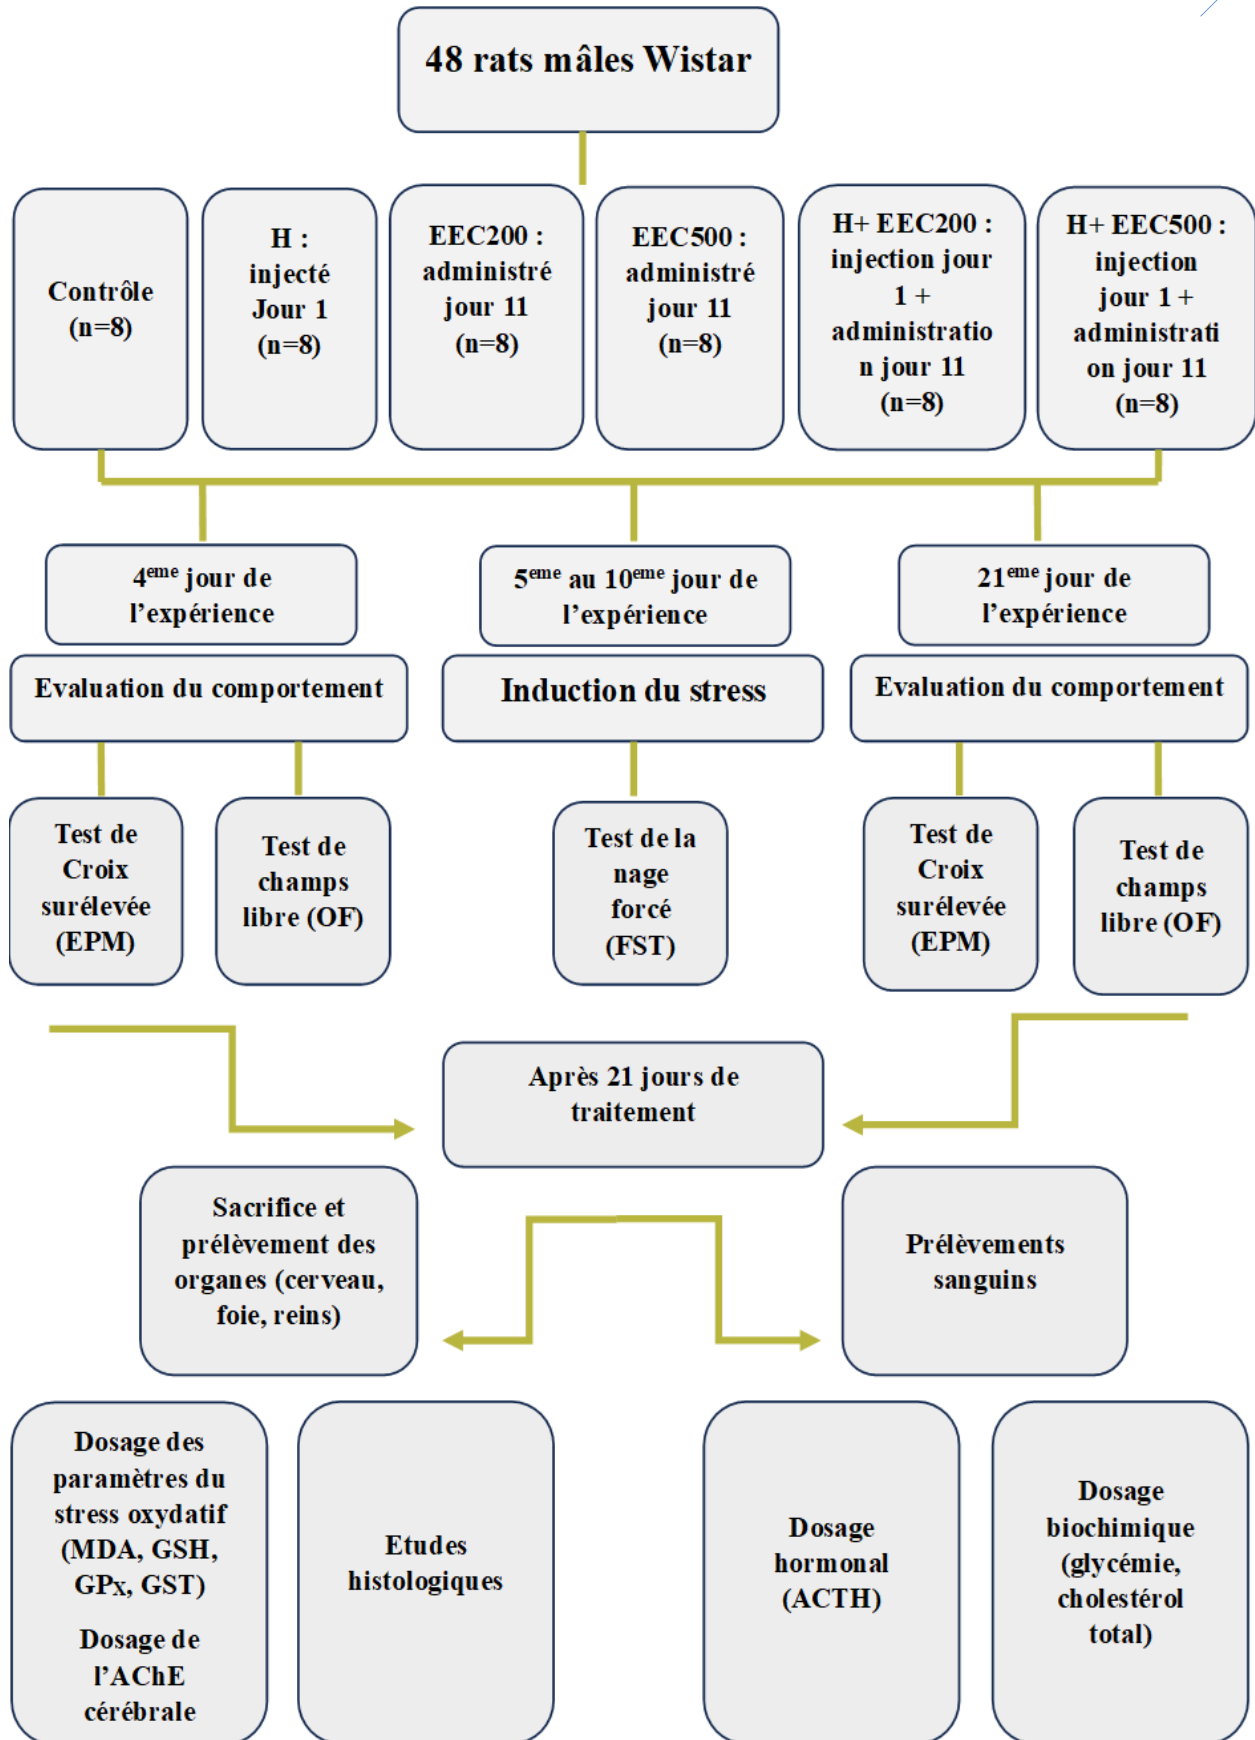 48 rats mâles Wistar
Contrôle
(n=8)
H :
injecté
Jour 1
(n=8)
EEC200 :
administré
jour 11
(n=8)
EEC500 :
administré
jour 11
(n=8)
H+ EEC200 :
injection jour
1 +
administratio
n jour 11
(n=8)
H+ EEC500 :
injection
jour 1 +
administrati
on jour 11
(n=8)
4eme jour de
l’expérience
5eme au 10eme jour de
l’expérience
21eme jour de
l’expérience
Evaluation du comportement
Induction du stress
Evaluation du comportement
Test de
Croix
surélevée
(EPM)
Test de
champs
libre (OF)
Test de la
nage
forcé
(FST)
Test de
Croix
surélevée
(EPM)
Test de
champs
libre (OF)
Après 21 jours de
traitement
Sacrifice et
prélèvement des
organes (cerveau,
foie, reins)
Prélèvements
sanguins
Dosage des
paramètres du
stress oxydatif
(MDA, GSH,
GPx, GST)
Dosage de
l’AChE
cérébrale
Etudes
histologiques
Dosage
hormonal
(ACTH)
Dosage
biochimique
(glycémie,
cholestérol
total)